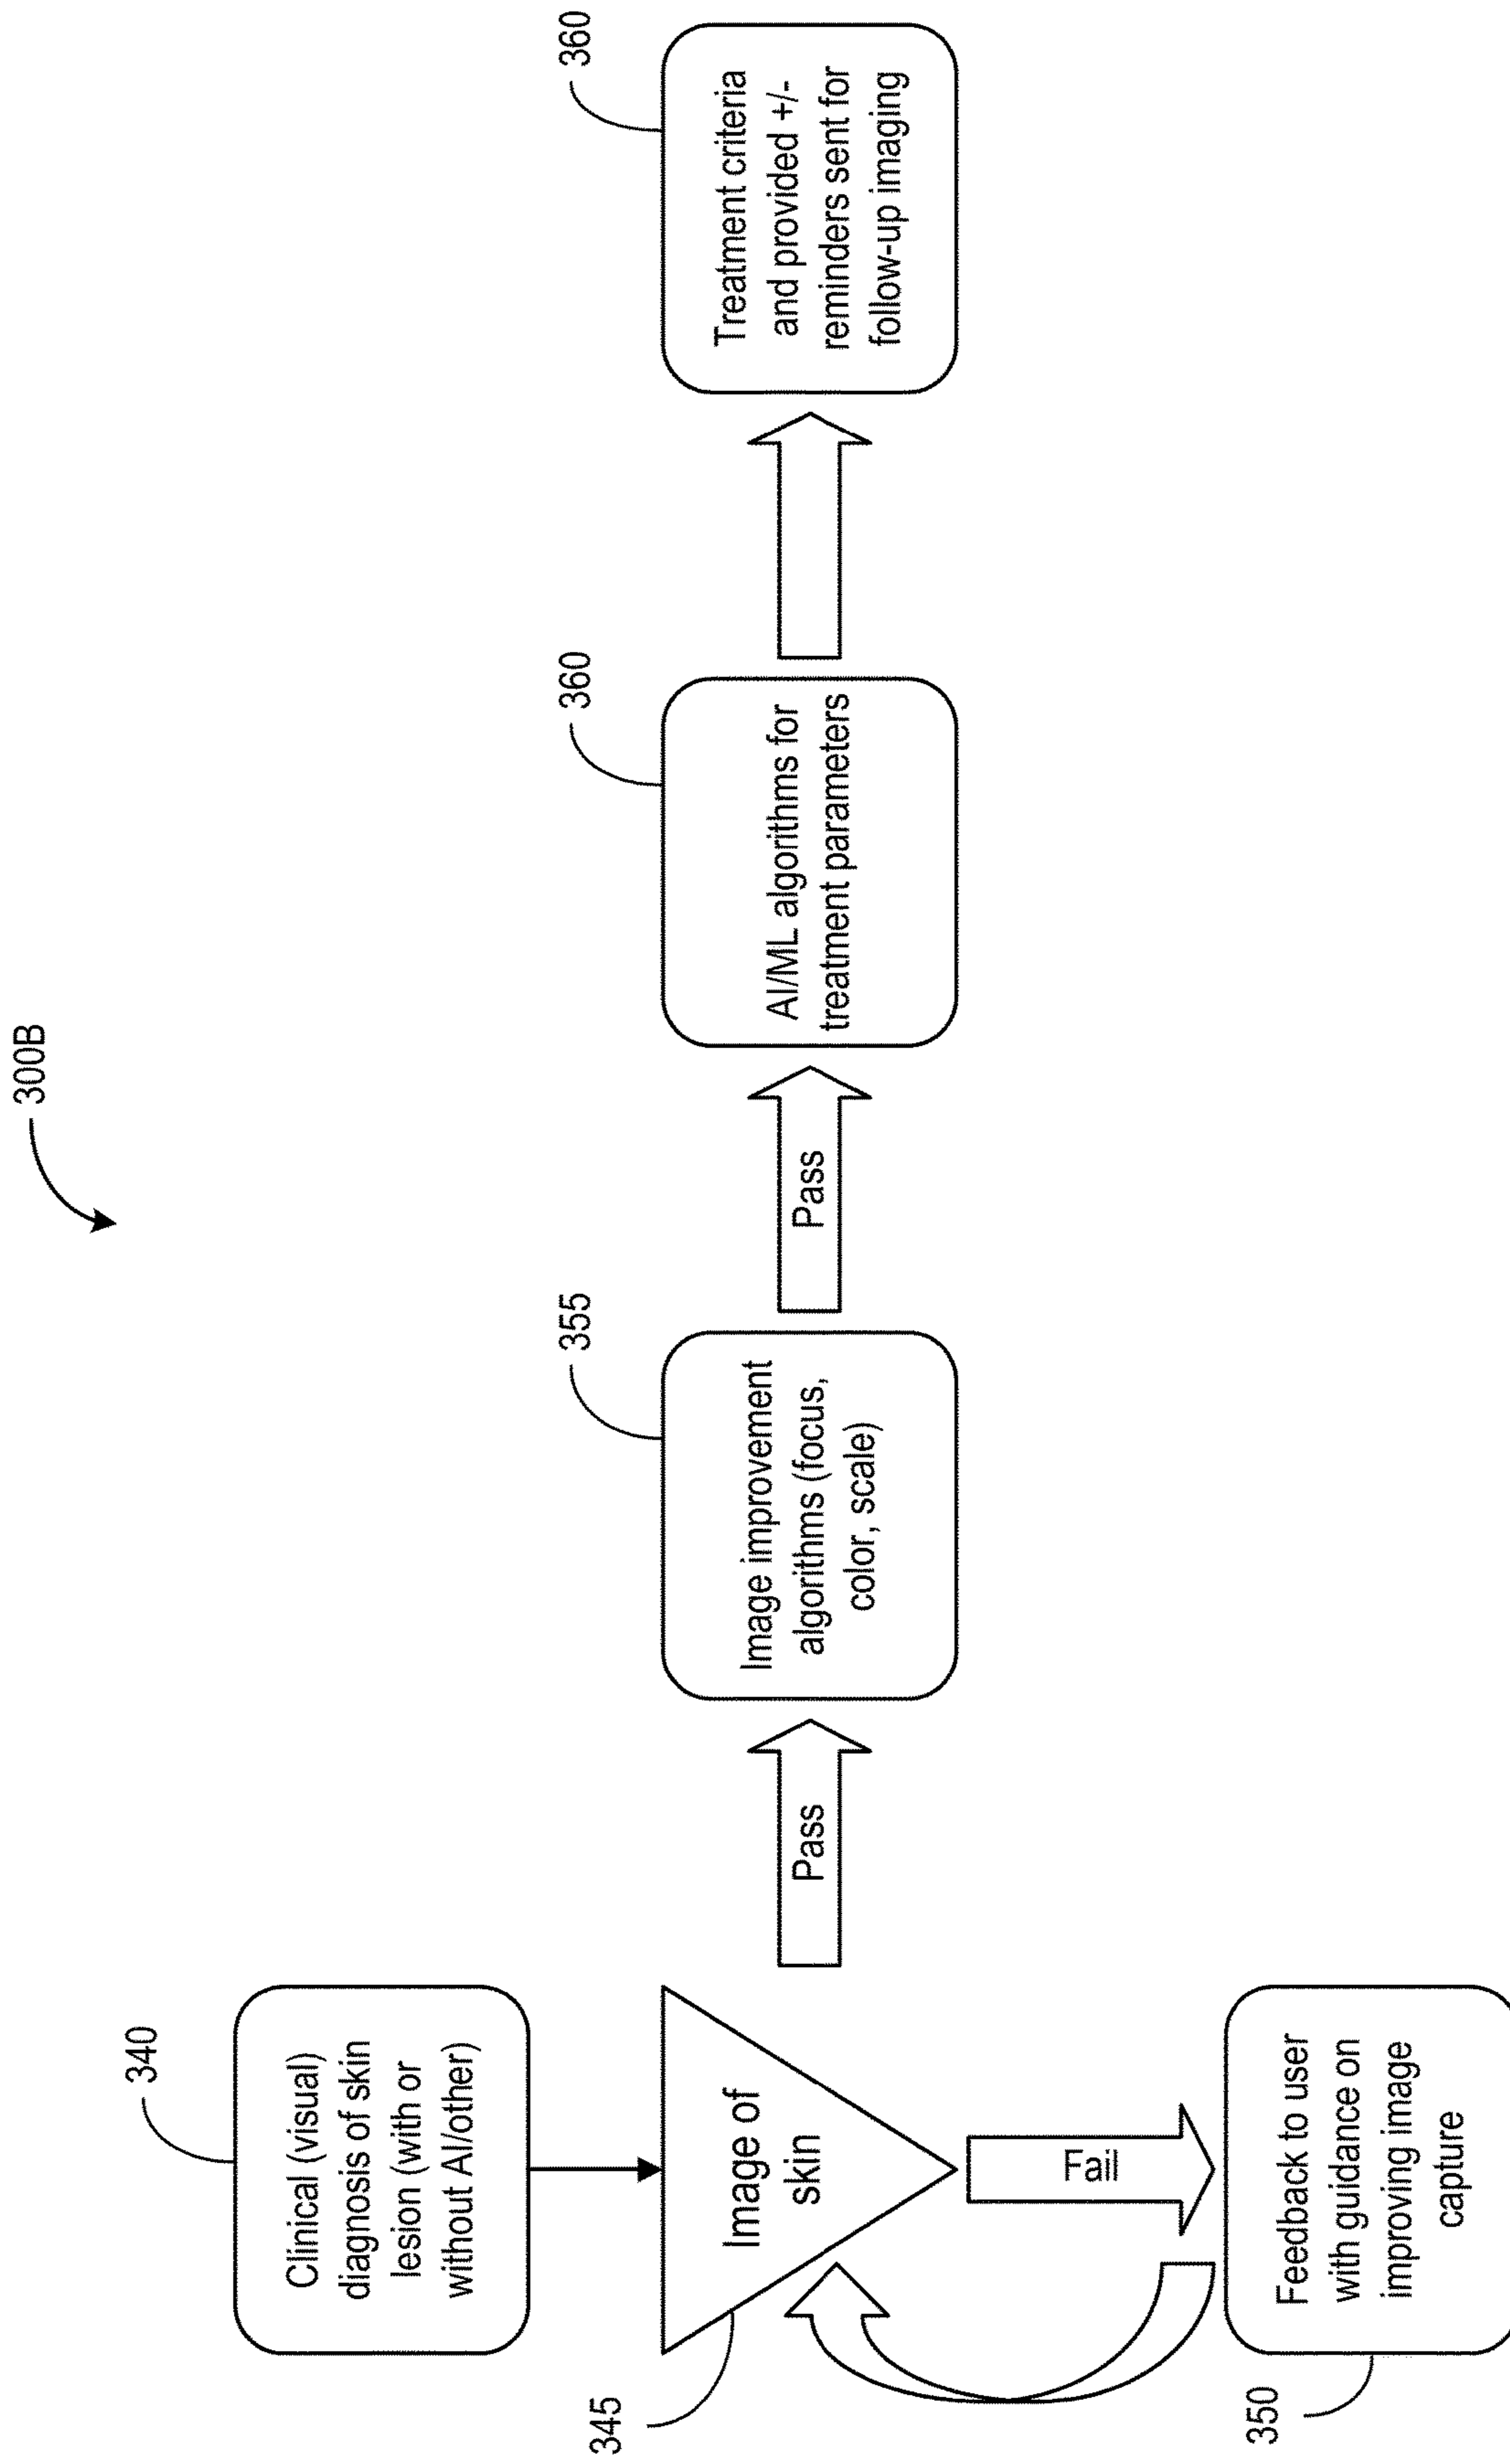 300B
340
Clinical (visual)
diagnosis of skin
lesion (with or
without AI/other)
345
Image of
skin
Fail
350
Feedback to user
with guidance on
improving image
capture
Pass
355
Image improvement
algorithms (focus,
color, scale)
Pass
360
AI/ML algorithms for
treatment parameters
360
Treatment criteria
and provided +/-
reminders sent for
follow-up imaging